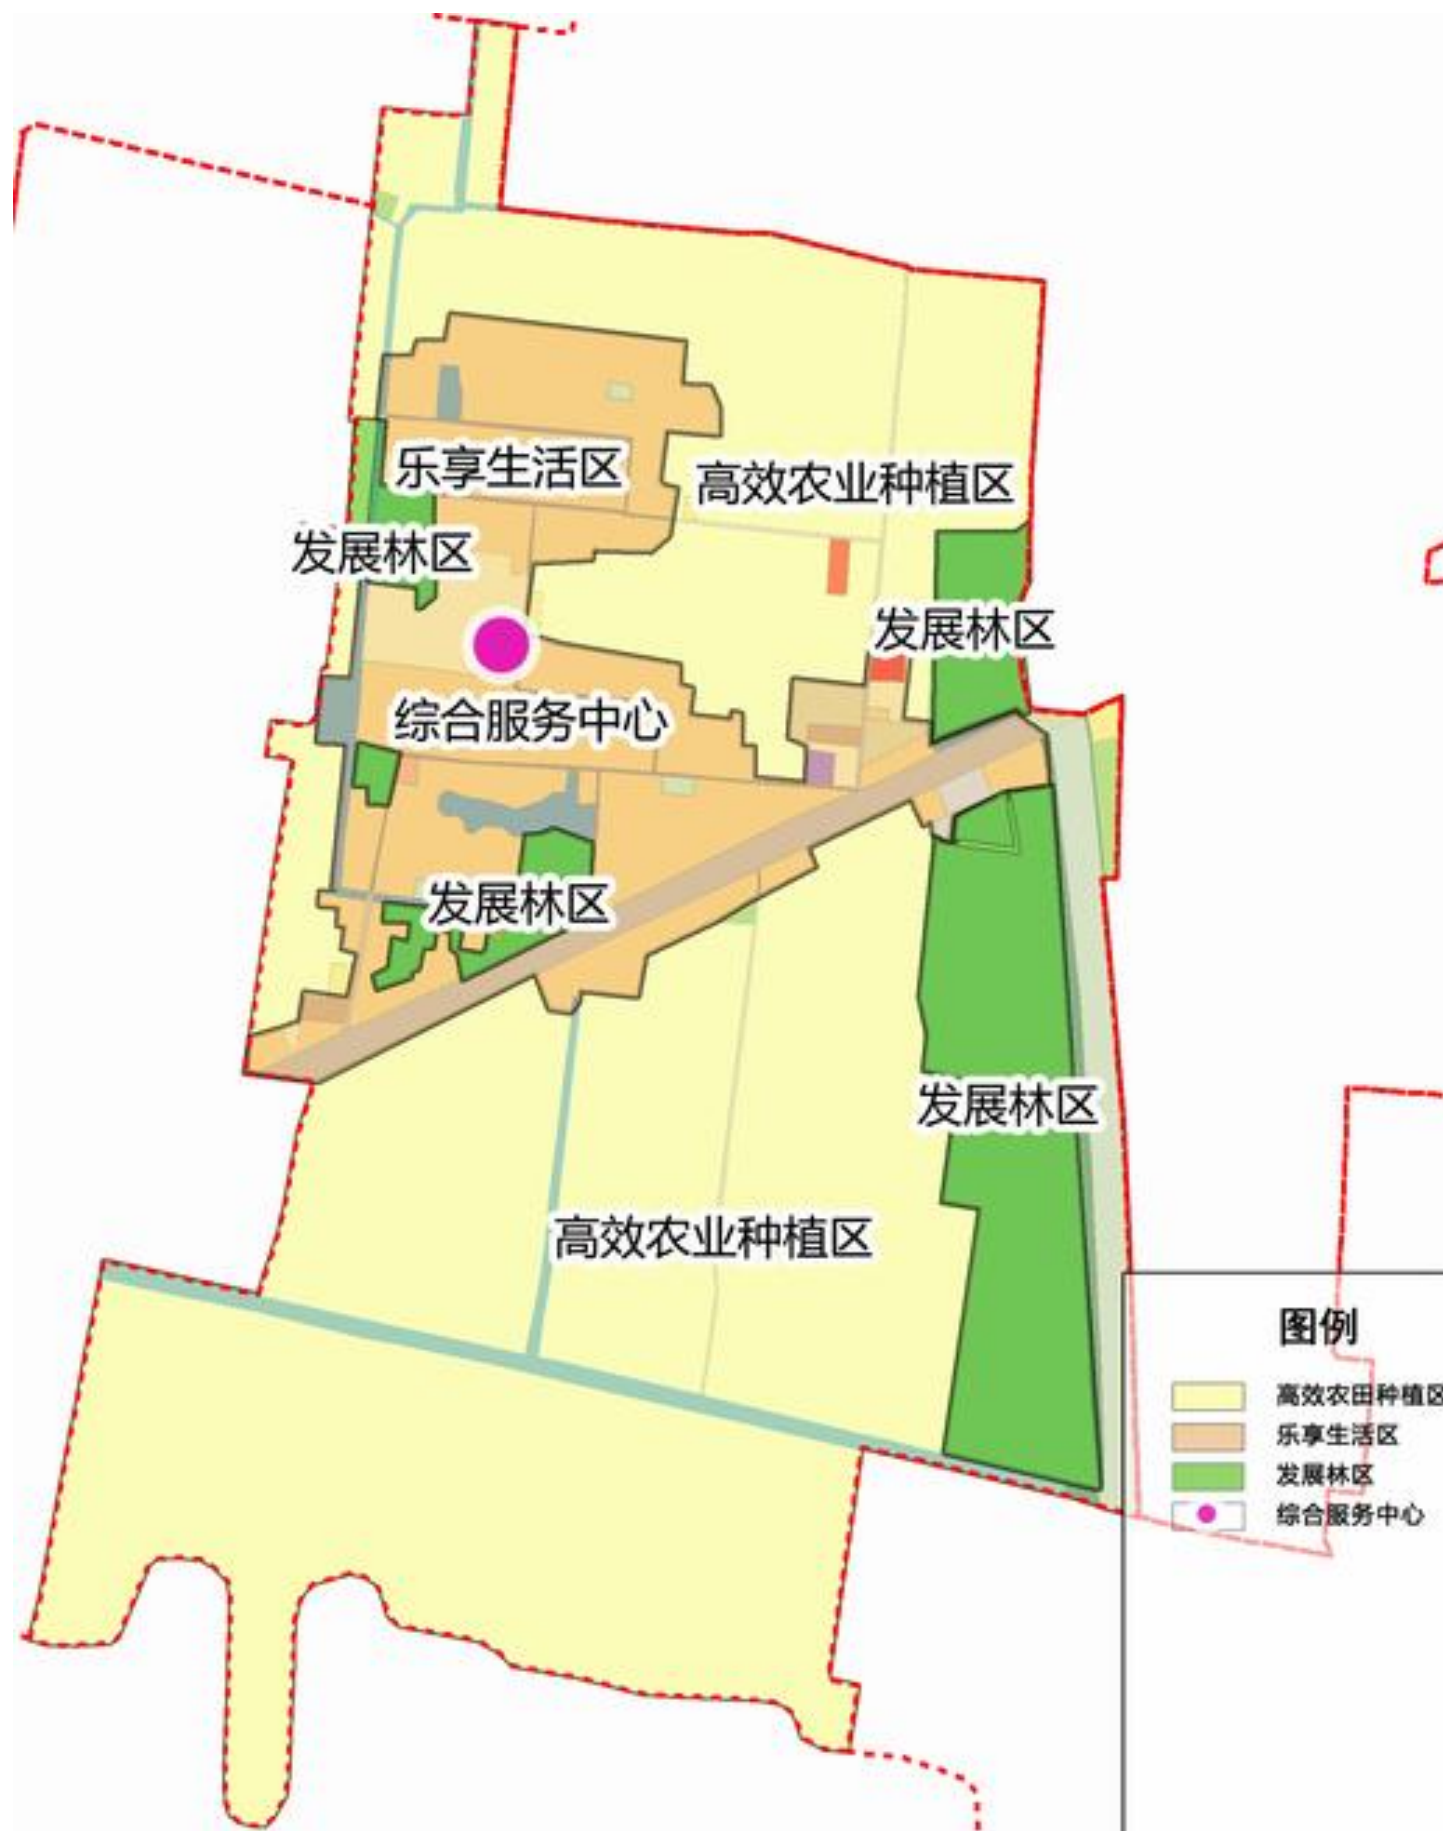 乐享生活区
高效农业种植区
发展林区
发展林区
综合服务中心
发展林区
发展林区
高效农业种植区
图例
高效农田种植区
乐享生活区
发展林区
综合服务中心